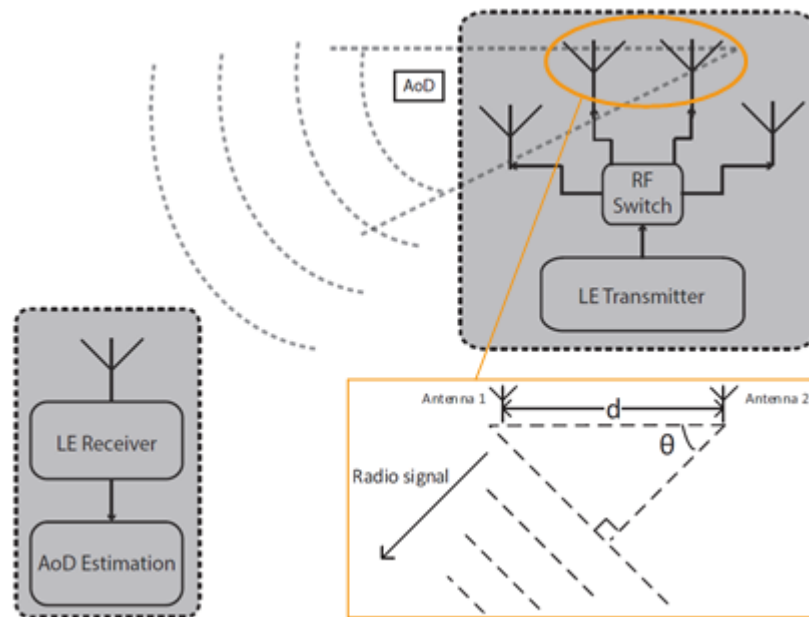 AoD
RF
Switch
LE Transmitter
LE Receiver
AoD Estimation
Antenna 1
d
Antenna 2
θ
Radio signal